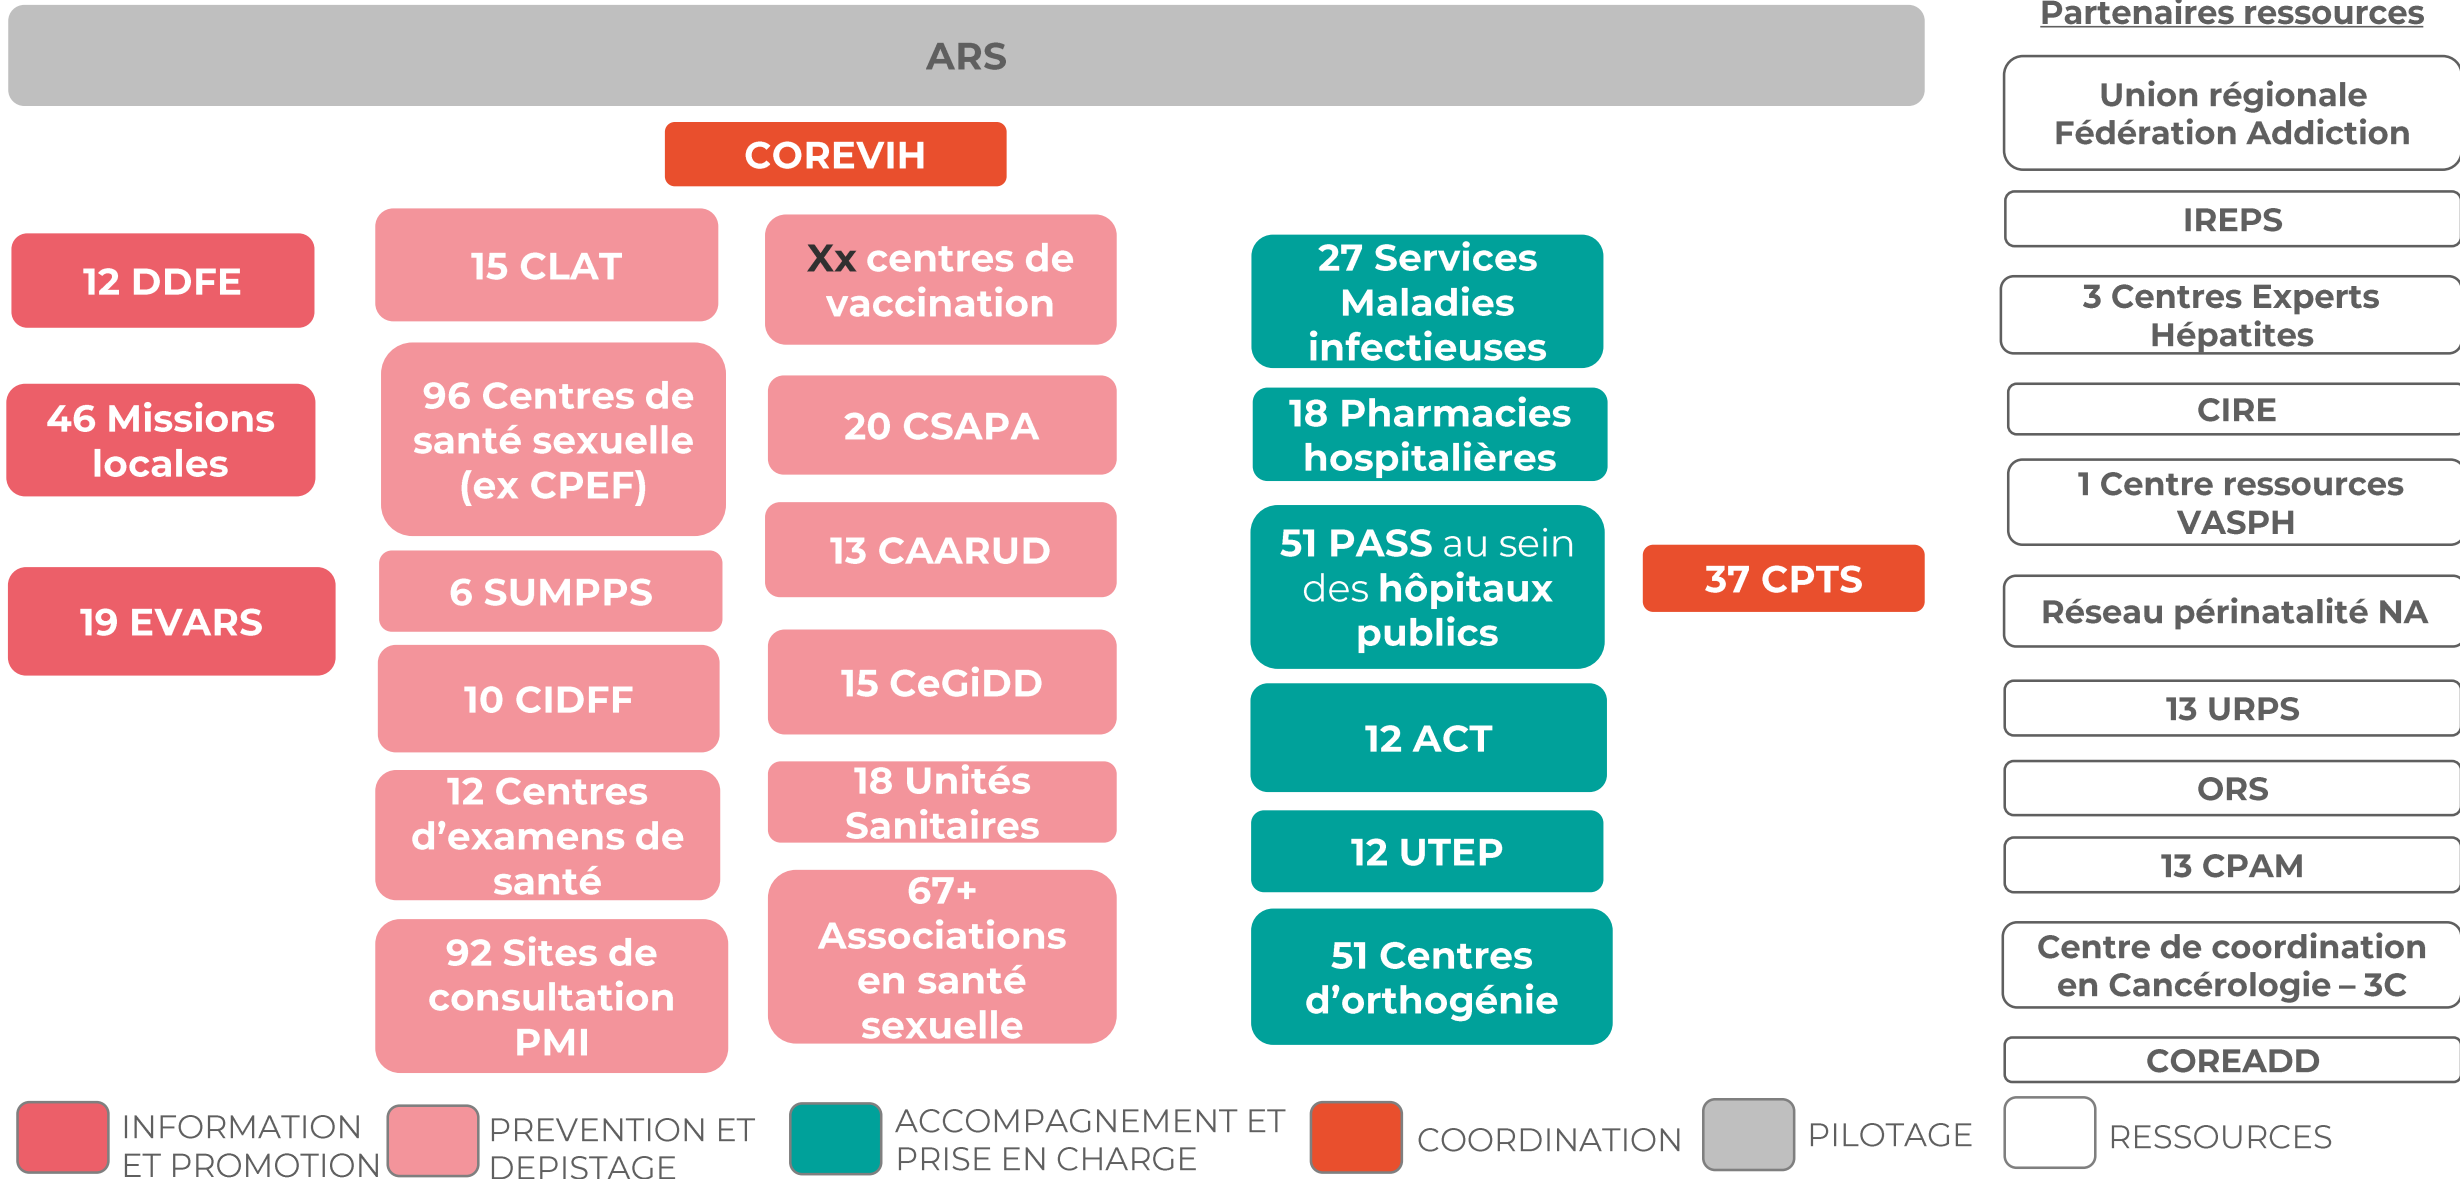 ARS
COREVIH
12 DDFE
46 Missions
locales
19 EVARS
15 CLAT
96 Centres de
santé sexuelle
(ex CPEF)
6 SUMPPS
10 CIDFF
12 Centres
d’examens de
santé
92 Sites de
consultation
PMI
Xx centres de
vaccination
20 CSAPA
13 CAARUD
15 CeGiDD
18 Unités
Sanitaires
67+
Associations
en santé
sexuelle
27 Services
Maladies
infectieuses
18 Pharmacies
hospitalières
51 PASS au sein
des hôpitaux
publics
12 ACT
12 UTEP
51 Centres
d’orthogénie
37 CPTS
Partenaires ressources
Union régionale
Fédération Addiction
IREPS
3 Centres Experts
Hépatites
CIRE
1 Centre ressources
VASPH
Réseau périnatalité NA
13 URPS
ORS
13 CPAM
Centre de coordination
en Cancérologie – 3C
COREADD
INFORMATION
ET PROMOTION
PREVENTION ET
DEPISTAGE
ACCOMPAGNEMENT ET
PRISE EN CHARGE
COORDINATION
PILOTAGE
RESSOURCES